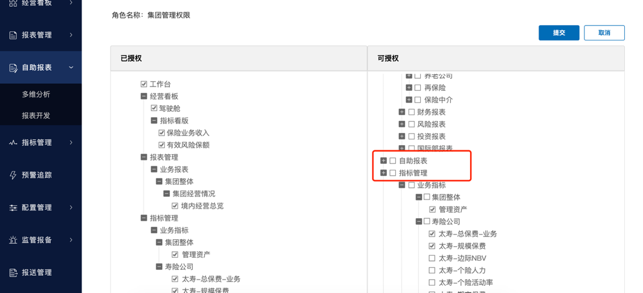 经营看板
报表管理
自助报表
多维分析
报表开发
指标管理
预警追踪
配置管理
监管报备
报送管理
角色名称：集团管理权限
提交
取消
已授权
工作台
经营看板
驾驶舱
指标看版
保险业务收入
有效风险保额
报表管理
业务报表
集团整体
集团经营情况
境内经营总览
指标管理
业务指标
集团整体
管理资产
寿险公司
太寿-总保费-业务
太寿-规模保费
可授权
养老公司
再保险
保险中介
财务报表
风险报表
投资报表
国际部报表
自助报表
指标管理
业务指标
集团整体
管理资产
寿险公司
太寿-总保费-业务
太寿-规模保费
太寿-边际NBV
太寿-个险人力
太寿-个险活动率